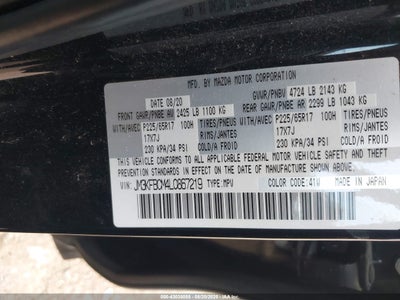 MFD. BY MAZDA MOTOR CORPORATION
DATE 08/20 GVWR/PNBV 4724 LB 2143 KG
FRONT GAWR/PNBE AV 2425 LB 1100 KG REAR GAWR/PNBE AR 2299 LB 1043 KG
WITH/AVEC P225/65R17 100H TIRES/PNEUS WITH/AVEC P225/65R17 100H TIRES/PNEUS
17X7J RIMS/JANTES 17X7J RIMS/JANTES
230 KPA/34 PSI COLD/A FROID 230 KPA/34 PSI COLD/A FROID
THIS VEHICLE CONFORMS TO ALL APPLICABLE FEDERAL MOTOR VEHICLE SAFETY, BUMPER,
AND THEFT PREVENTION STANDARDS IN EFFECT ON THE DATE OF MANUFACTURE SHOWN ABOVE.
VIN: JM3KFBCM4L0867219 TYPE:MPV
COLOR:41W MADE IN JAPAN